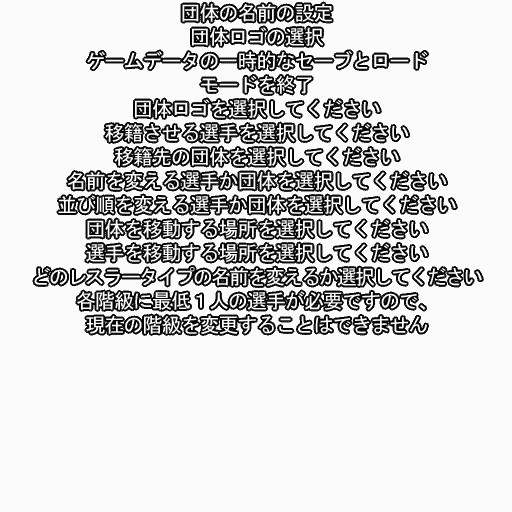 団体の名前の設定
団体ロゴの選択
ゲームデータの一時的なセーブとロード
モードを終了
団体ロゴを選択してください
移籍させる選手を選択してください
移籍先の団体を選択してください
名前を変える選手か団体を選択してください
並び順を変える選手か団体を選択してください
団体を移動する場所を選択してください
選手を移動する場所を選択してください
どのレスラータイプの名前を変えるか選択してください
各階級に最低１人の選手が必要ですので、
現在の階級を変更することはできません